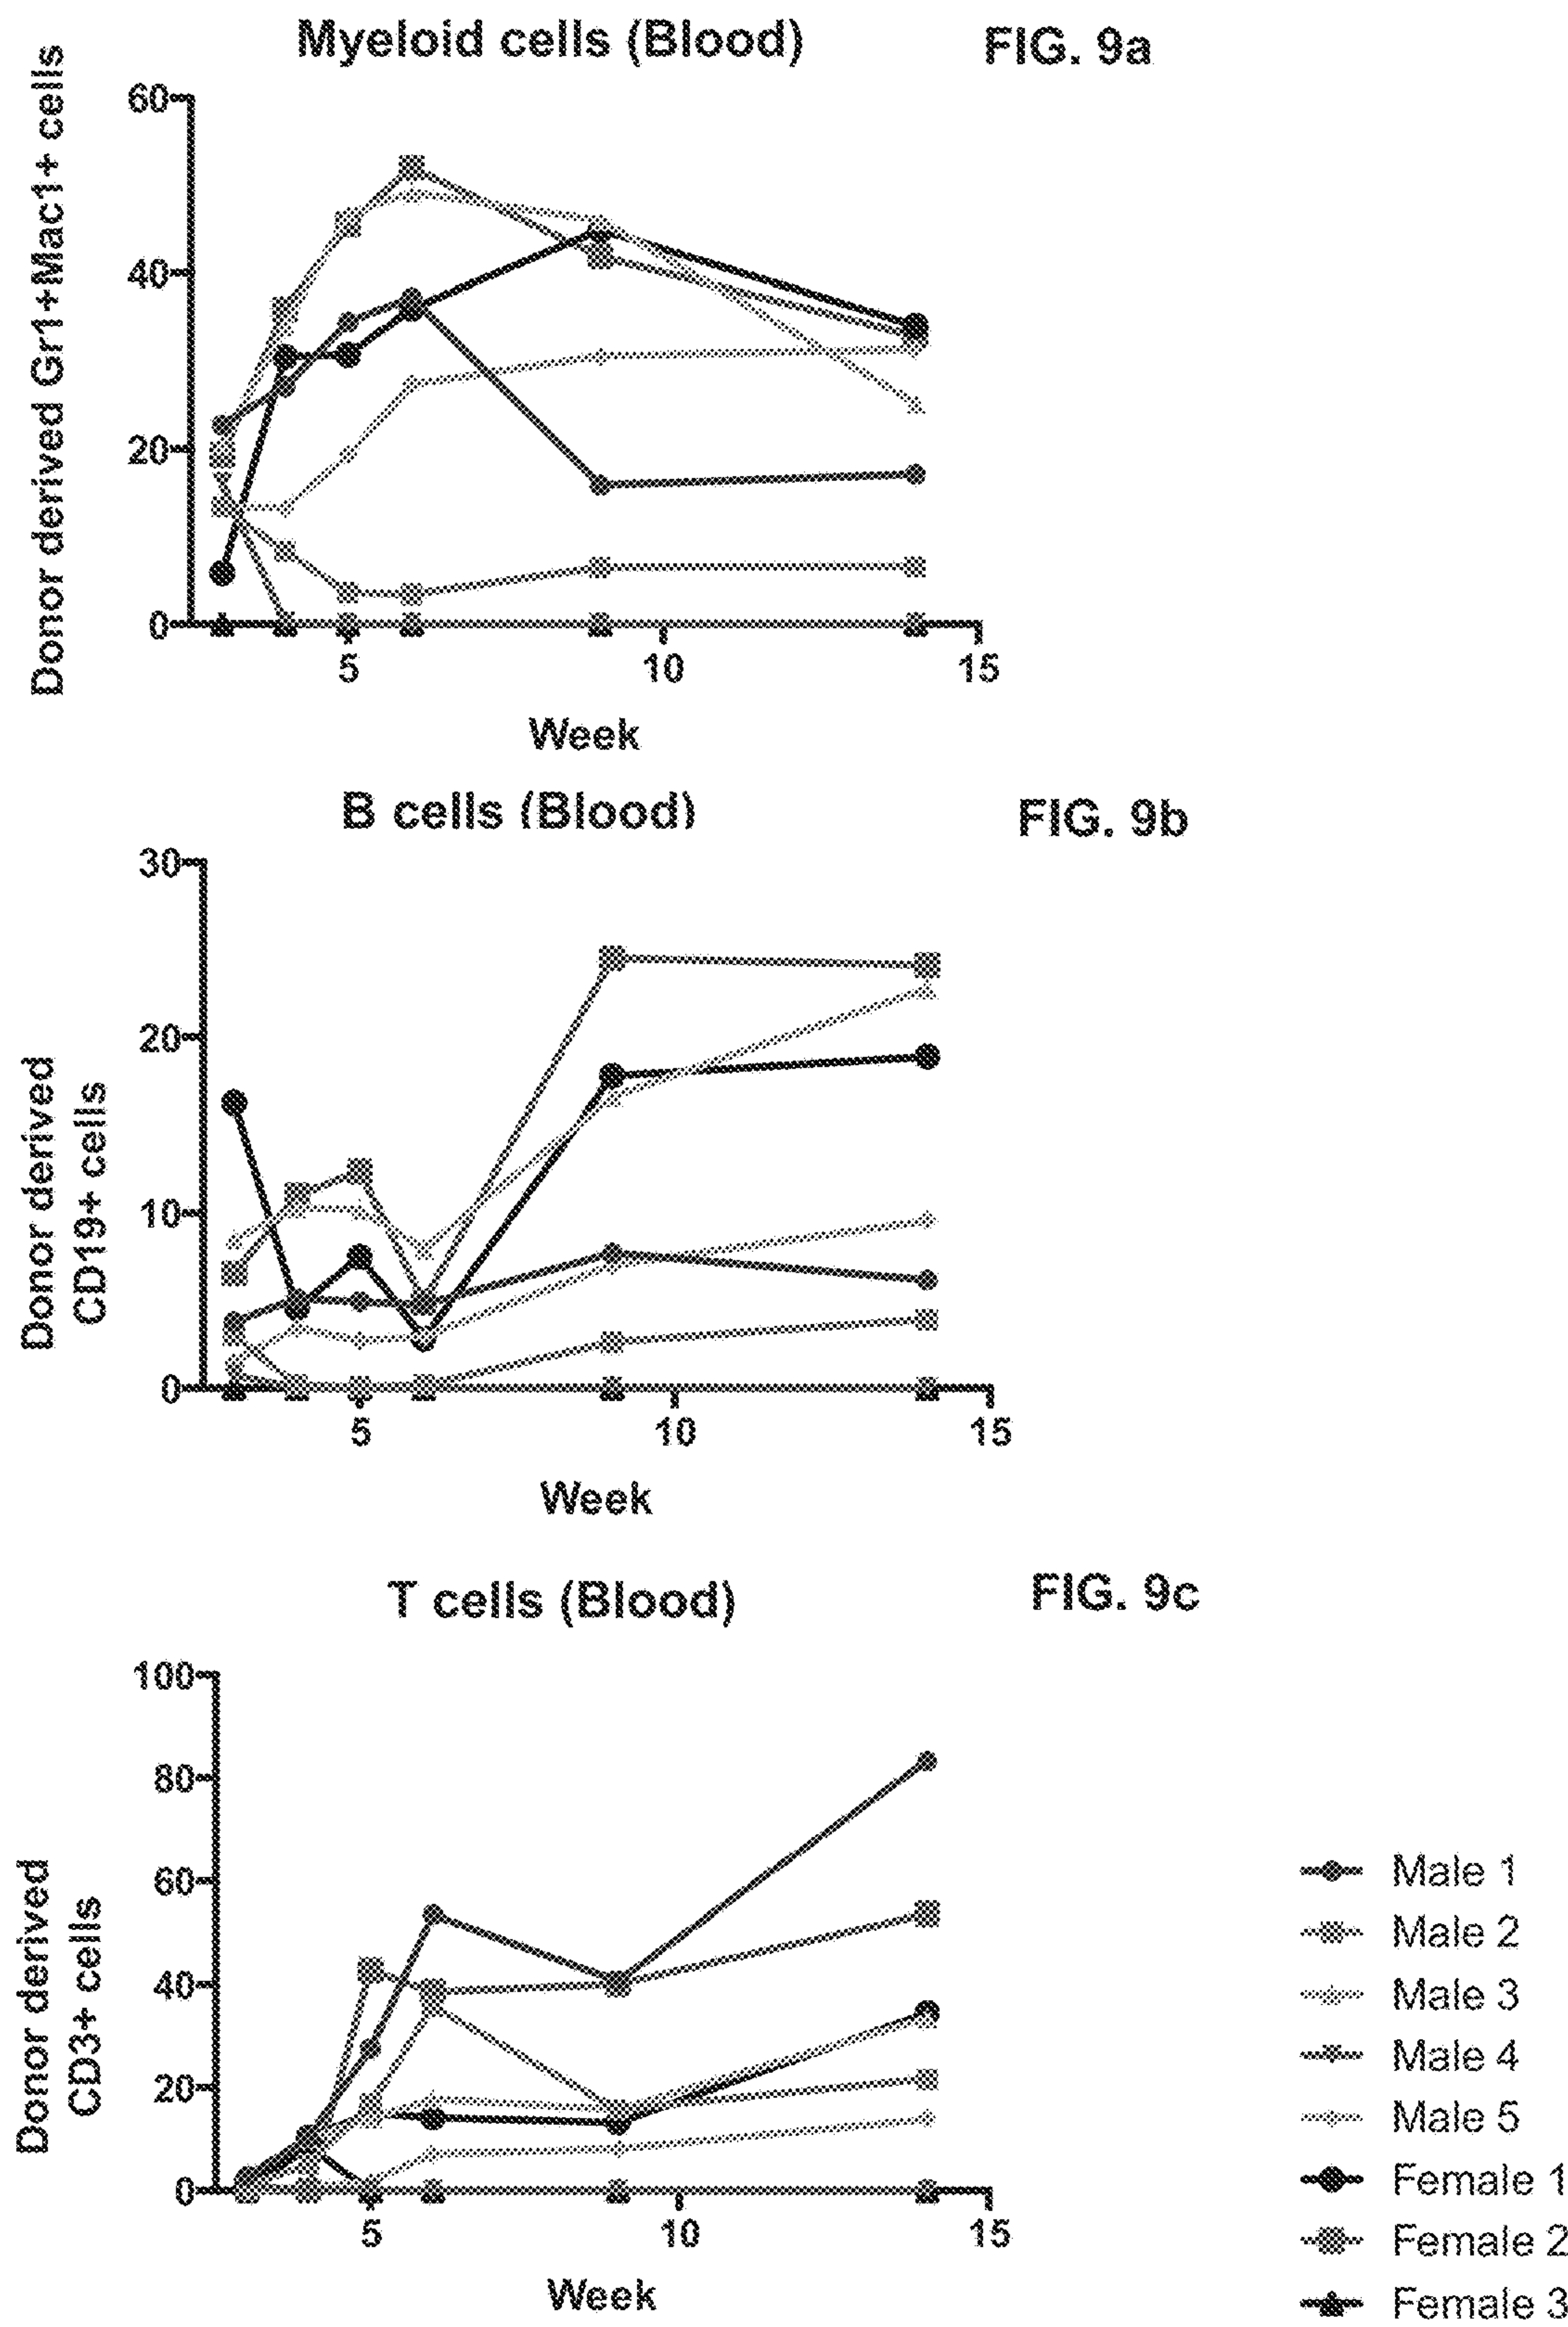 Myeloid cells (Blood)
FIG. 9a
Donor derived Gr1+Mac1+ cells
60
40
20
0
5
10
15
Week
B cells (Blood)
FIG. 9b
Donor derived
CD19+ cells
30
20
10
0
5
10
15
Week
T cells (Blood)
FIG. 9c
Donor derived
CD3+ cells
100
80
60
40
20
0
5
10
15
Week
Male 1
Male 2
Male 3
Male 4
Male 5
Female 1
Female 2
Female 3